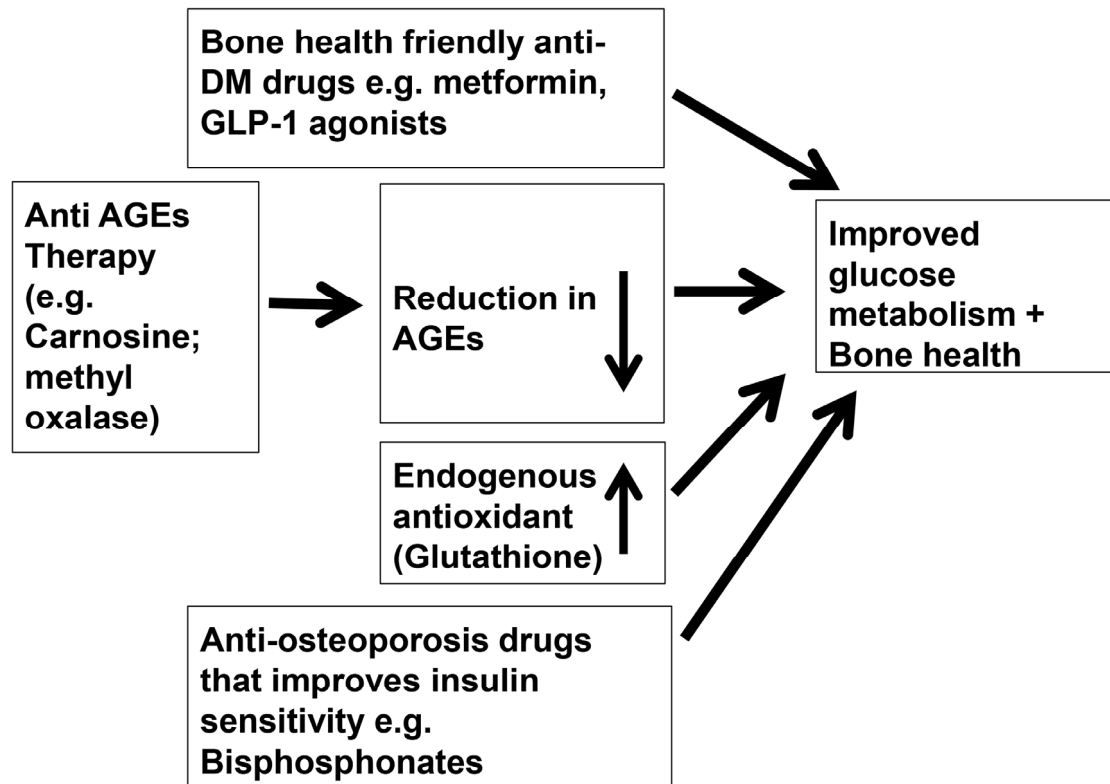 Bone health friendly anti-
DM drugs e.g. metformin,
GLP-1 agonists
Anti AGEs
Therapy
(e.g.
Carnosine;
methyl
oxalase)
Reduction in
AGEs
Improved
glucose
metabolism +
Bone health
Endogenous
antioxidant
(Glutathione)
Anti-osteoporosis drugs
that improves insulin
sensitivity e.g.
Bisphosphonates